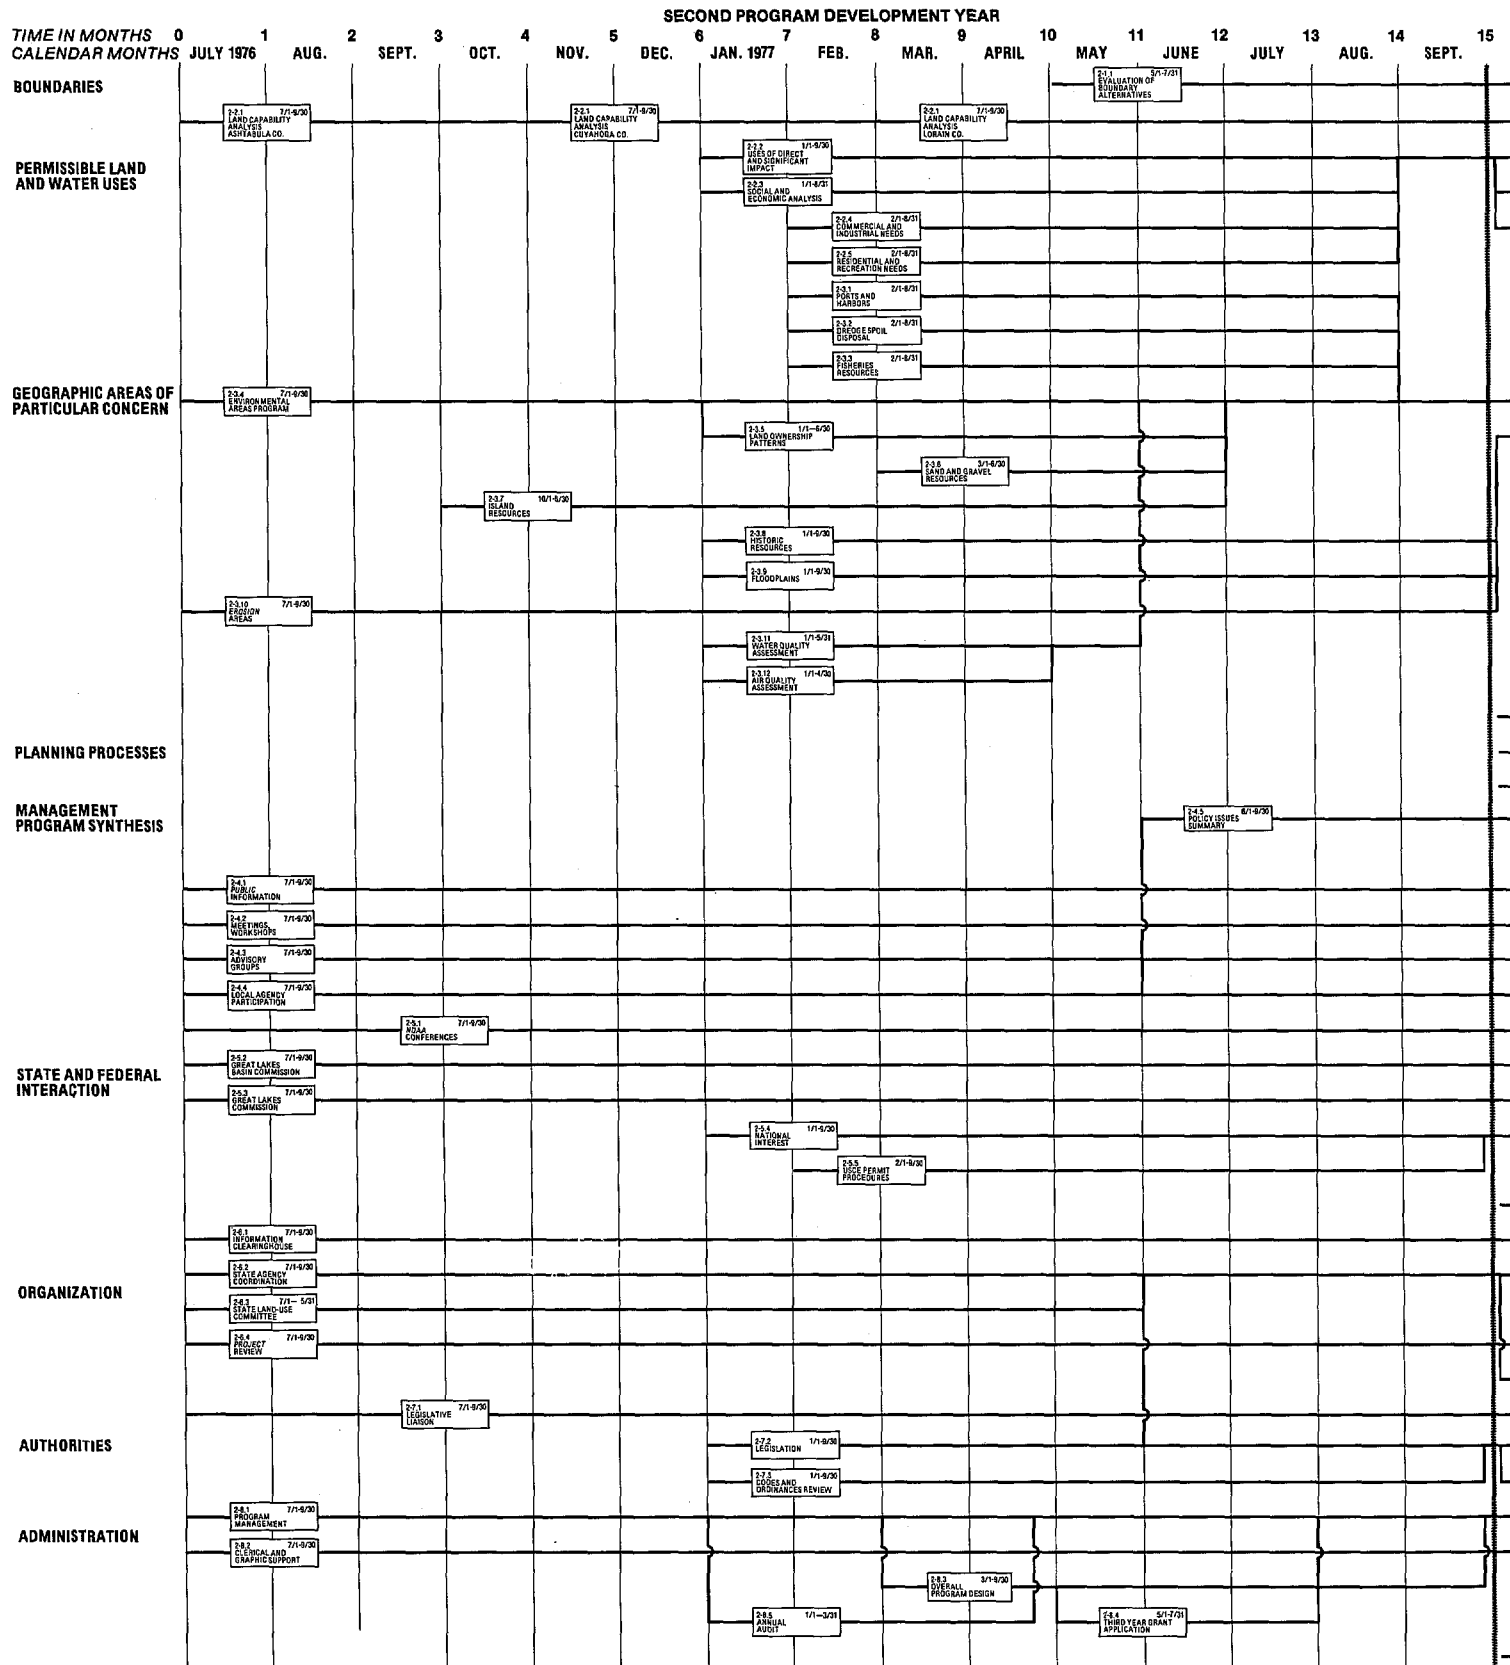 SECOND PROGRAM DEVELOPMENT YEAR
TIME IN MONTHS 0 1 2 3 4 5 6 7 8 9 10 11 12 13 14 15
CALENDAR MONTHS JULY 1976 AUG. SEPT. OCT. NOV. DEC. JAN. 1977 FEB. MAR. APRIL MAY JUNE JULY AUG. SEPT.
BOUNDARIES
2-1.1 5/1-7/31
EVALUATION OF
BOUNDARY
ALTERNATIVES
2-2.1 7/1-9/30
LAND CAPABILITY
ANALYSIS
ASHTABULA CO.
2-2.1 7/1-9/30
LAND CAPABILITY
ANALYSIS
CUYAHOGA CO.
2-2.1 7/1-9/30
LAND CAPABILITY
ANALYSIS
LORAIN CO.
PERMISSIBLE LAND
AND WATER USES
2-2.2 1/1-9/30
USES OF DIRECT
AND SIGNIFICANT
IMPACT
2-2.3 1/1-8/31
SOCIAL AND
ECONOMIC ANALYSIS
2-2.4 2/1-8/31
COMMERCIAL AND
INDUSTRIAL NEEDS
2-2.5 2/1-8/31
RESIDENTIAL AND
RECREATION NEEDS
2-3.1 2/1-8/31
PORTS AND
HARBORS
2-3.2 2/1-8/31
DREDGE SPOIL
DISPOSAL
2-3.3 2/1-8/31
FISHERIES
RESOURCES
GEOGRAPHIC AREAS OF
PARTICULAR CONCERN
2-3.4 7/1-9/30
ENVIRONMENTAL
AREAS PROGRAM
2-3.5 1/1—6/30
LAND OWNERSHIP
PATTERNS
2-3.6 3/1-6/30
SAND AND GRAVEL
RESOURCES
2-3.7 10/1-6/30
ISLAND
RESOURCES
2-3.8 1/1-9/30
HISTORIC
RESOURCES
2-3.9 1/1-9/30
FLOODPLAINS
2-3.10 7/1-9/30
EROSION
AREAS
2-3.11 1/1-5/31
WATER QUALITY
ASSESSMENT
2-3.12 1/1-4/30
AIR QUALITY
ASSESSMENT
PLANNING PROCESSES
MANAGEMENT
PROGRAM SYNTHESIS
2-4.5 6/1-9/30
POLICY ISSUES
SUMMARY
2-4.1 7/1-9/30
PUBLIC
INFORMATION
2-4.2 7/1-9/30
MEETINGS,
WORKSHOPS
2-4.3 7/1-9/30
ADVISORY
GROUPS
2-4.4 7/1-9/30
LOCAL AGENCY
PARTICIPATION
2-5.1 7/1-9/30
NOAA
CONFERENCES
STATE AND FEDERAL
INTERACTION
2-5.2 7/1-9/30
GREAT LAKES
BASIN COMMISSION
2-5.3 7/1-9/30
GREAT LAKES
COMMISSION
2-5.4 1/1-9/30
NATIONAL
INTEREST
2-5.5 2/1-9/30
USCE PERMIT
PROCEDURES
2-6.1 7/1-9/30
INFORMATION
CLEARINGHOUSE
ORGANIZATION
2-6.2 7/1-9/30
STATE AGENCY
COORDINATION
2-6.3 7/1— 5/31
STATE LAND-USE
COMMITTEE
2-6.4 7/1-9/30
PROJECT
REVIEW
2-7.1 7/1-9/30
LEGISLATIVE
LIAISON
AUTHORITIES
2-7.2 1/1-9/30
LEGISLATION
2-7.3 1/1-9/30
CODES AND
ORDINANCES REVIEW
ADMINISTRATION
2-8.1 7/1-9/30
PROGRAM
MANAGEMENT
2-8.2 7/1-9/30
CLERICAL AND
GRAPHIC SUPPORT
2-8.3 3/1-9/30
OVERALL
PROGRAM DESIGN
2-8.5 1/1—3/31
ANNUAL
AUDIT
2-8.4 5/1-7/31
THIRD YEAR GRANT
APPLICATION